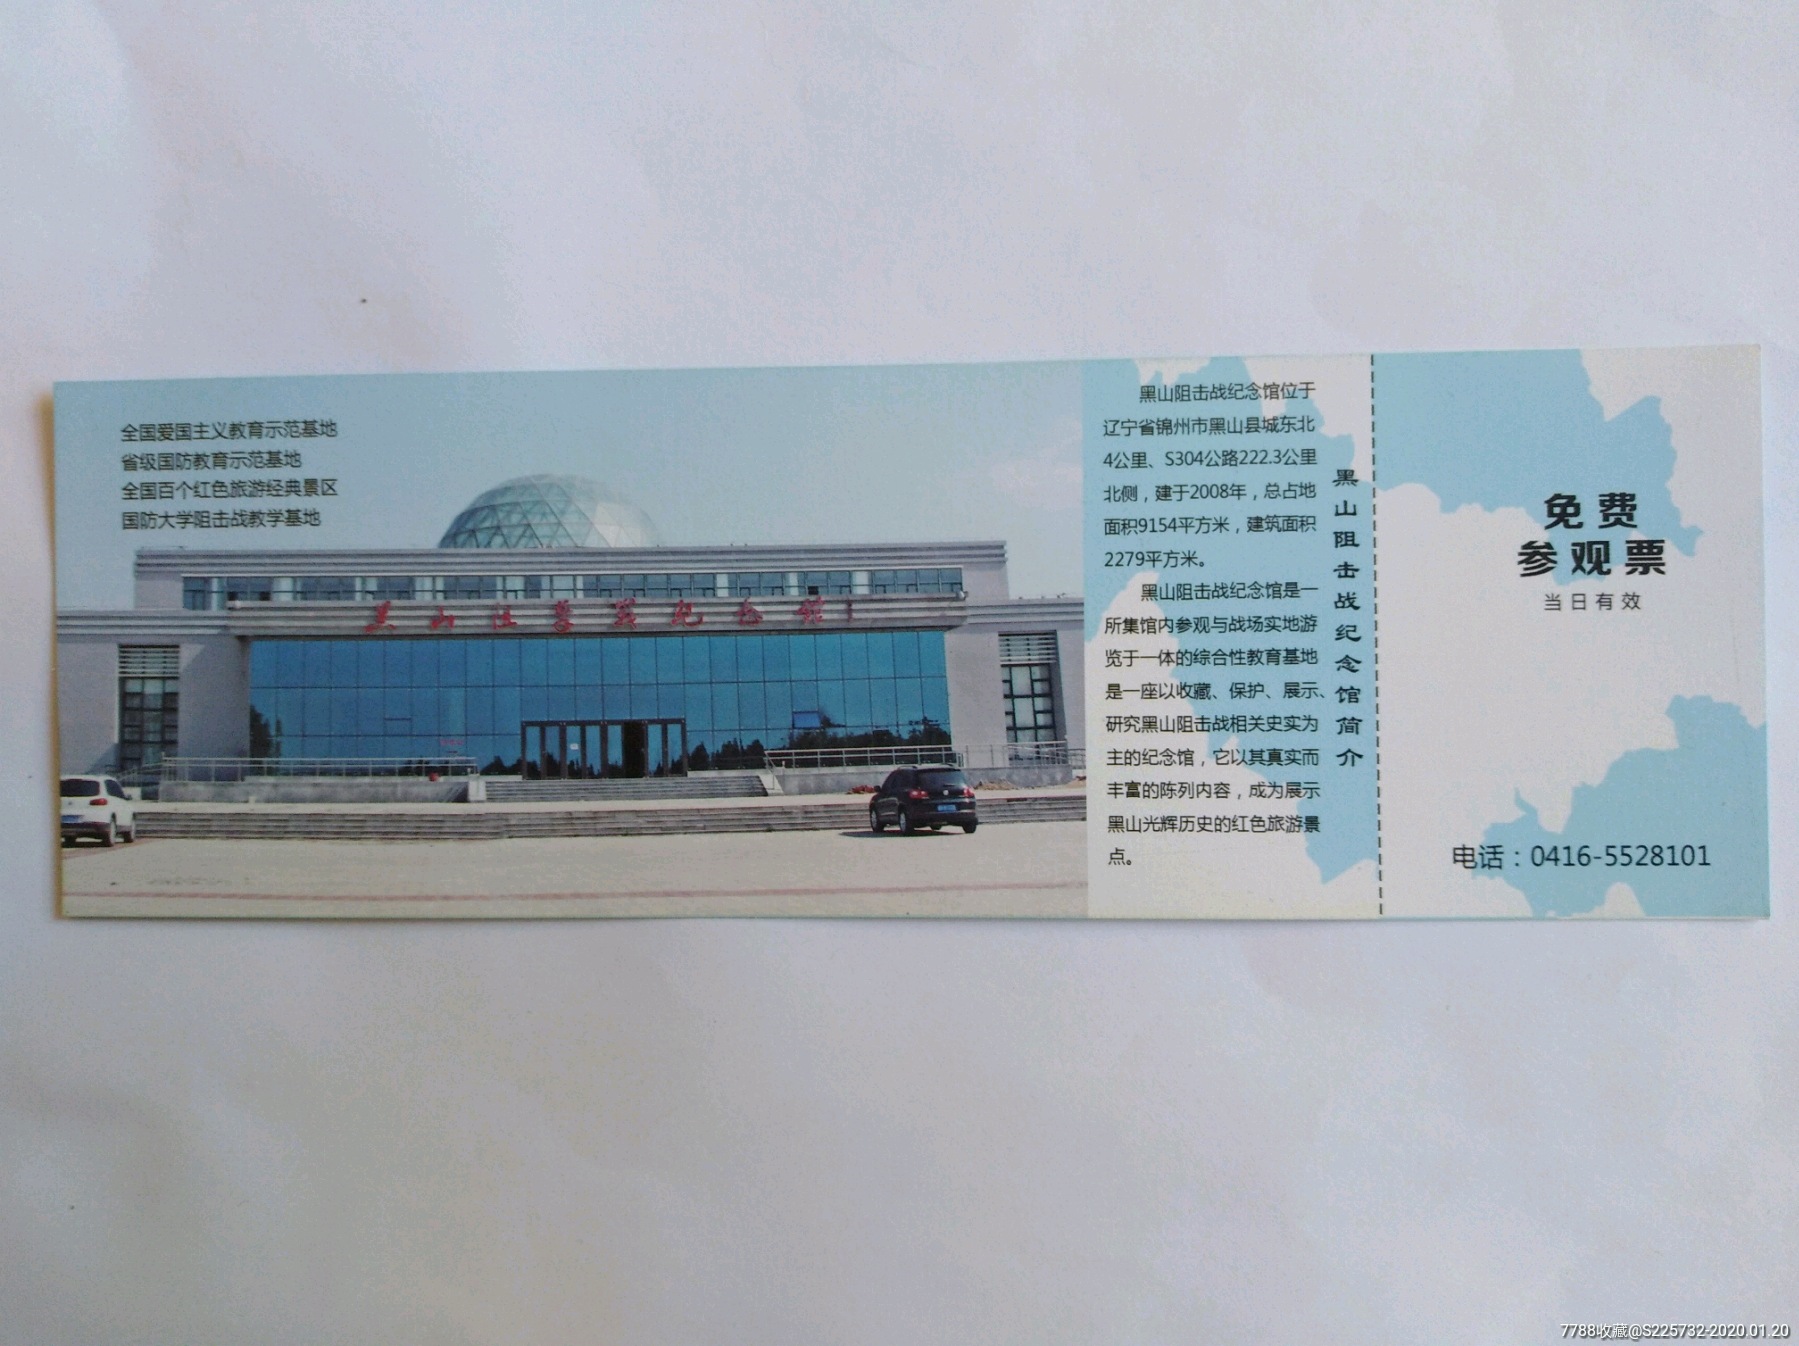 全国爱国主义教育示范基地
省级国防教育示范基地
全国百个红色旅游经典景区
国防大学阻击战教学基地
黑山阻击战纪念馆
黑山阻击战纪念馆位于
辽宁省锦州市黑山县城东北
4公里、S304公路222.3公里
北侧，建于2008年，总占地
面积9154平方米，建筑面积
2279平方米。
黑山阻击战纪念馆是一
所集馆内参观与战场实地游
览于一体的综合性教育基地
是一座以收藏、保护、展示、
研究黑山阻击战相关史实为
主的纪念馆，它以其真实而
丰富的陈列内容，成为展示
黑山光辉历史的红色旅游景
点。
黑山阻击战纪念馆简介
免费
参观票
当日有效
电话：0416-5528101
7788收藏@S225732-2020.01.20